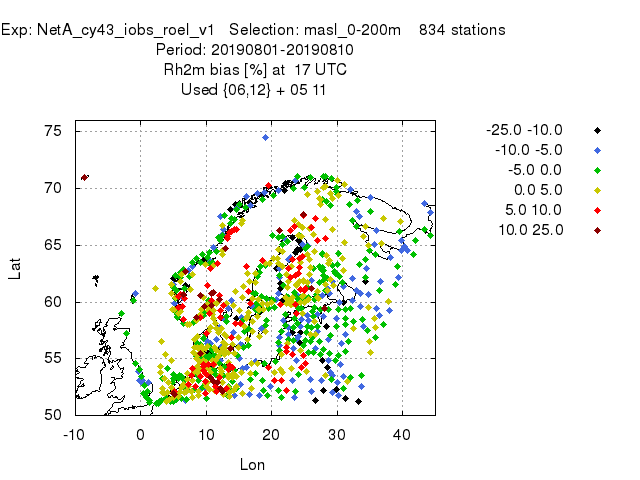 Exp: NetA_cy43_iobs_roel_v1 Selection: masl_0-200m 834 stations
Period: 20190801-20190810
Rh2m bias [%] at 17 UTC
Used {06,12} + 05 11
-25.0 -10.0
-10.0 -5.0
-5.0 0.0
0.0 5.0
5.0 10.0
10.0 25.0
75
70
65
60
55
50
Lat
-10 0 10 20 30 40
Lon